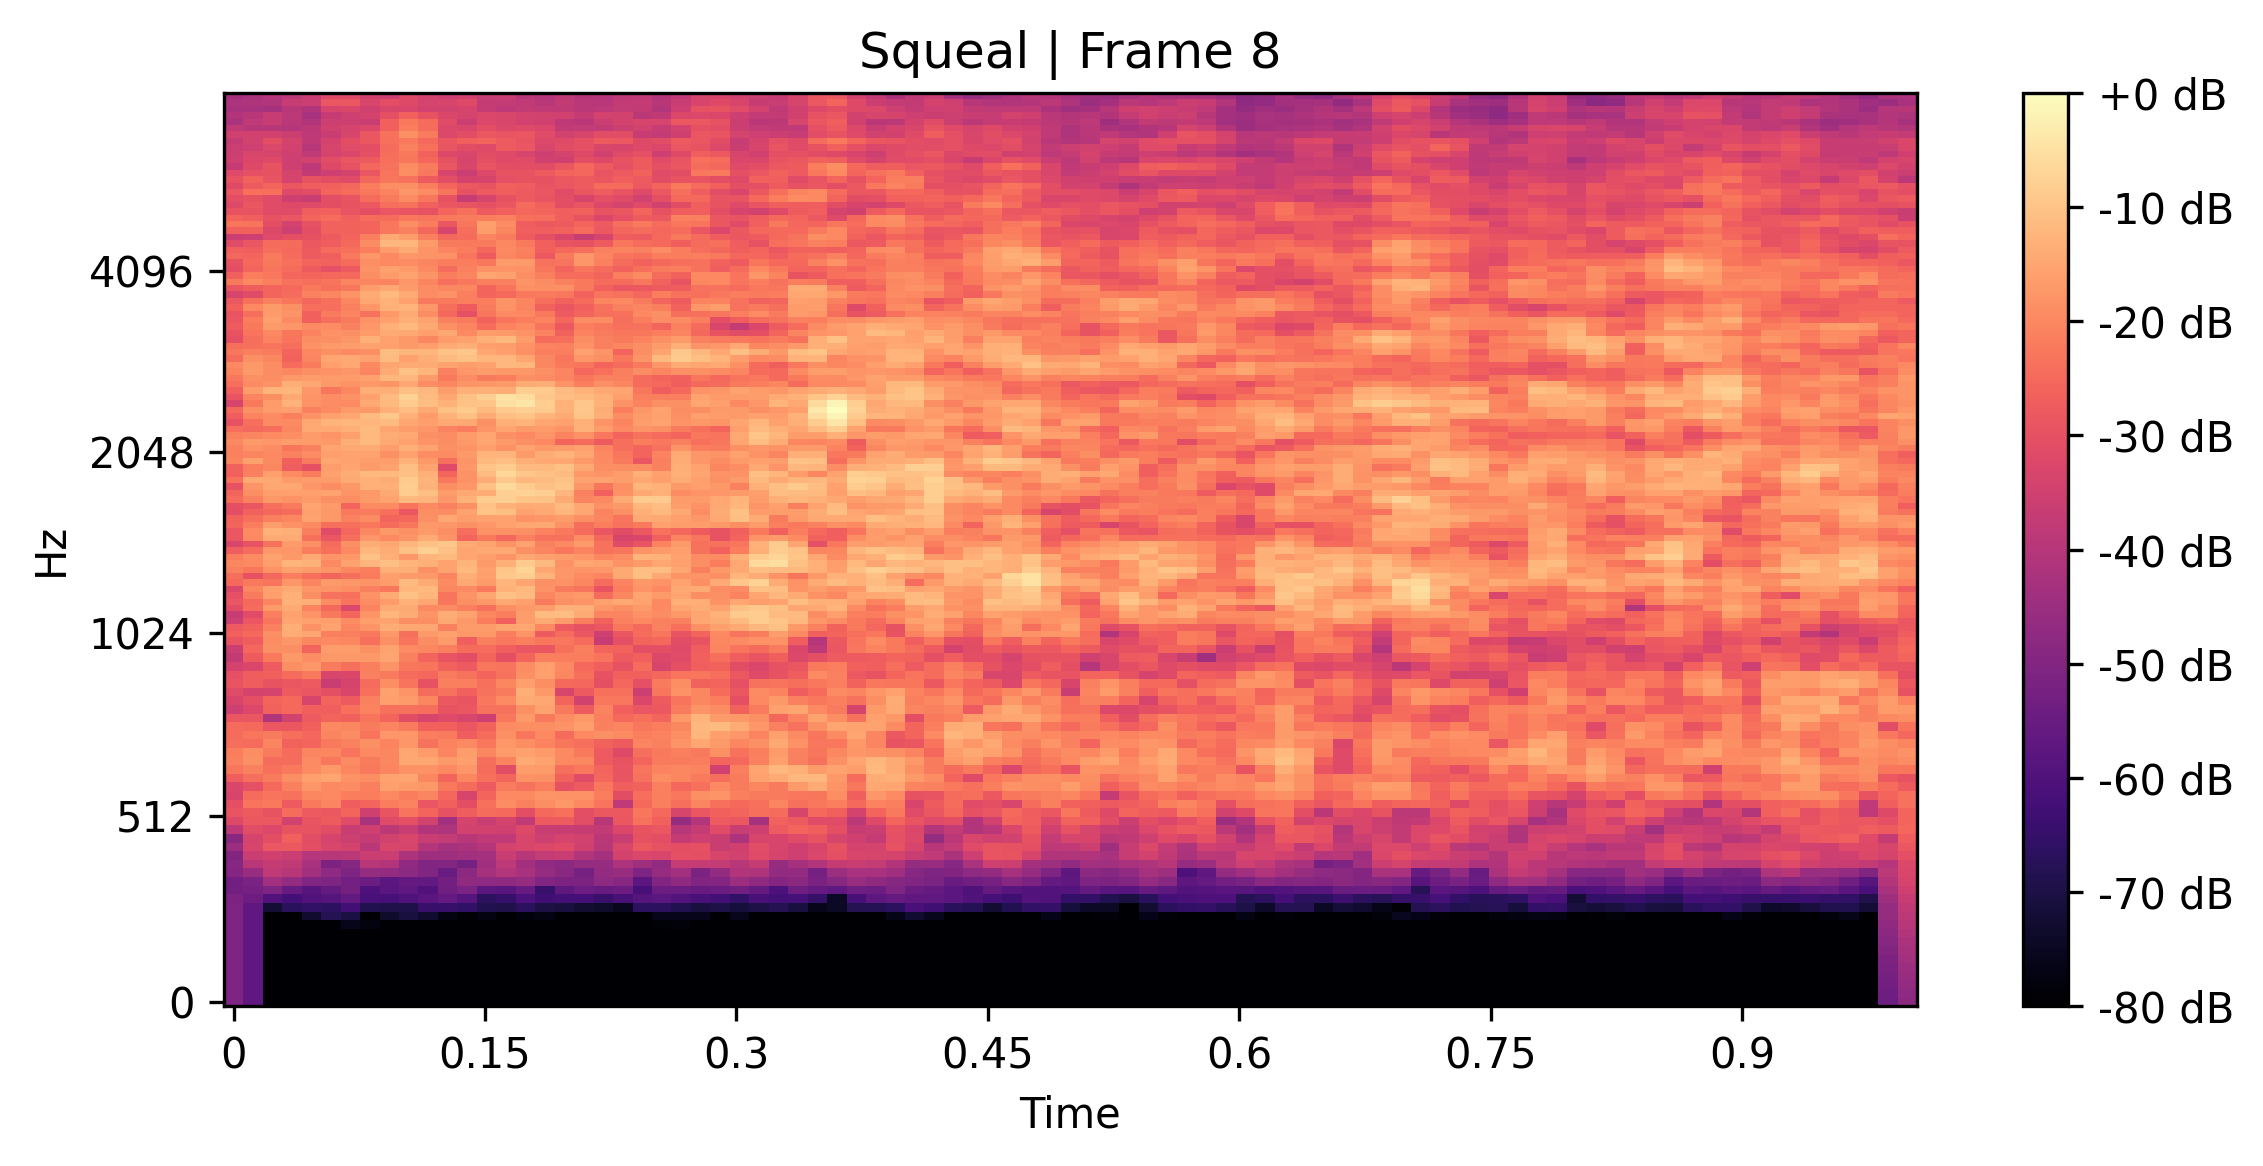 Squeal | Frame 8
Hz
4096
2048
1024
512
0
0 0.15 0.3 0.45 0.6 0.75 0.9
Time
+0 dB
-10 dB
-20 dB
-30 dB
-40 dB
-50 dB
-60 dB
-70 dB
-80 dB